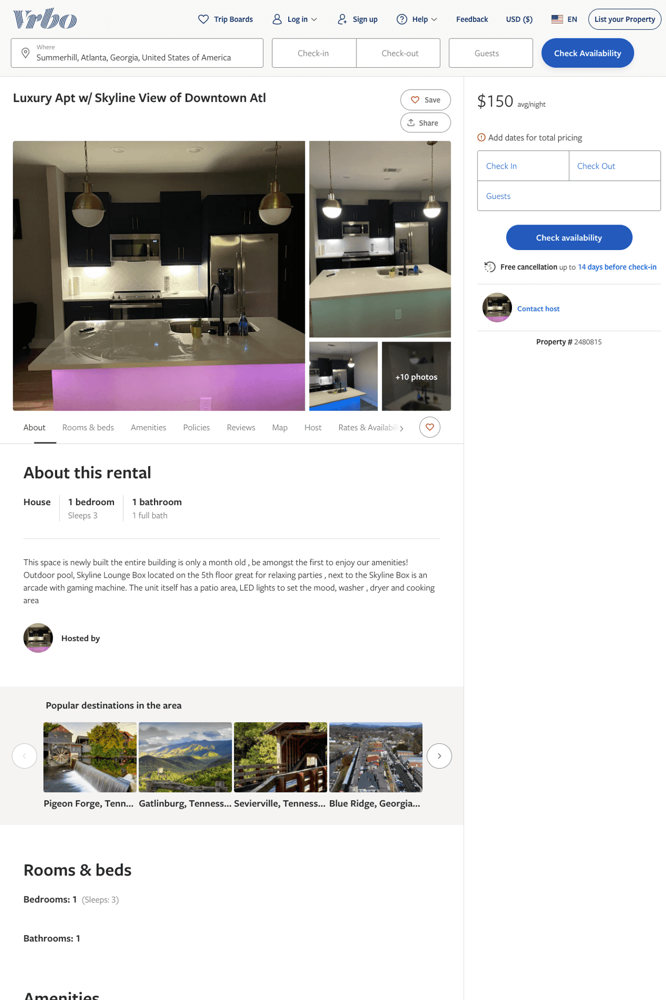 Vrbo
Trip Boards
Log in
Sign up
Help
Feedback
USD ($)
EN
List your Property
Where
Summerhill, Atlanta, Georgia, United States of America
Check-in
Check-out
Guests
Check Availability
Luxury Apt w/ Skyline View of Downtown Atl
Save
Share
$150 avg/night
Add dates for total pricing
Check In
Check Out
Guests
Check availability
Free cancellation up to 14 days before check-in
Contact host
Property # 2480815
+10 photos
About
Rooms & beds
Amenities
Policies
Reviews
Map
Host
Rates & Availabili
About this rental
House
1 bedroom
Sleeps 3
1 bathroom
1 full bath
This space is newly built the entire building is only a month old , be amongst the first to enjoy our amenities!
Outdoor pool, Skyline Lounge Box located on the 5th floor great for relaxing parties , next to the Skyline Box is an
arcade with gaming machine. The unit itself has a patio area, LED lights to set the mood, washer , dryer and cooking
area
Hosted by
Popular destinations in the area
Pigeon Forge, Tenn...
Gatlinburg, Tenness...
Sevierville, Tenness...
Blue Ridge, Georgia...
Rooms & beds
Bedrooms: 1 (Sleeps: 3)
Bathrooms: 1
Amenities